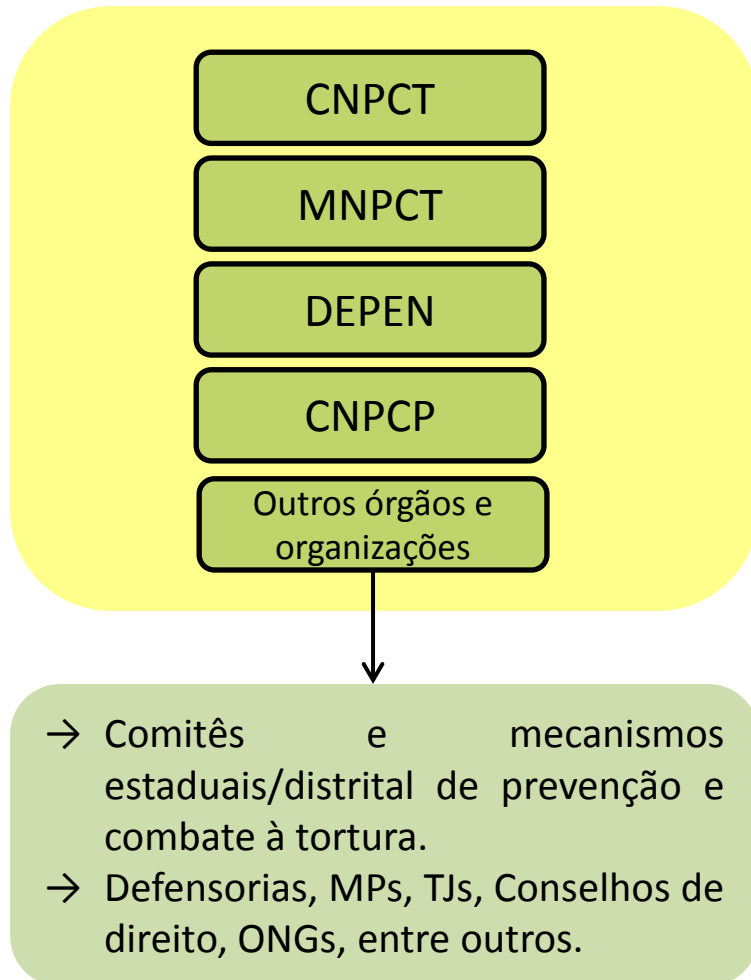 CNPCT
MNPCT
DEPEN
CNPCP
Outros órgãos e
organizações
→ Comitês e mecanismos
estaduais/distrital de prevenção e
combate à tortura.
→ Defensorias, MPs, TJs, Conselhos de
direito, ONGs, entre outros.